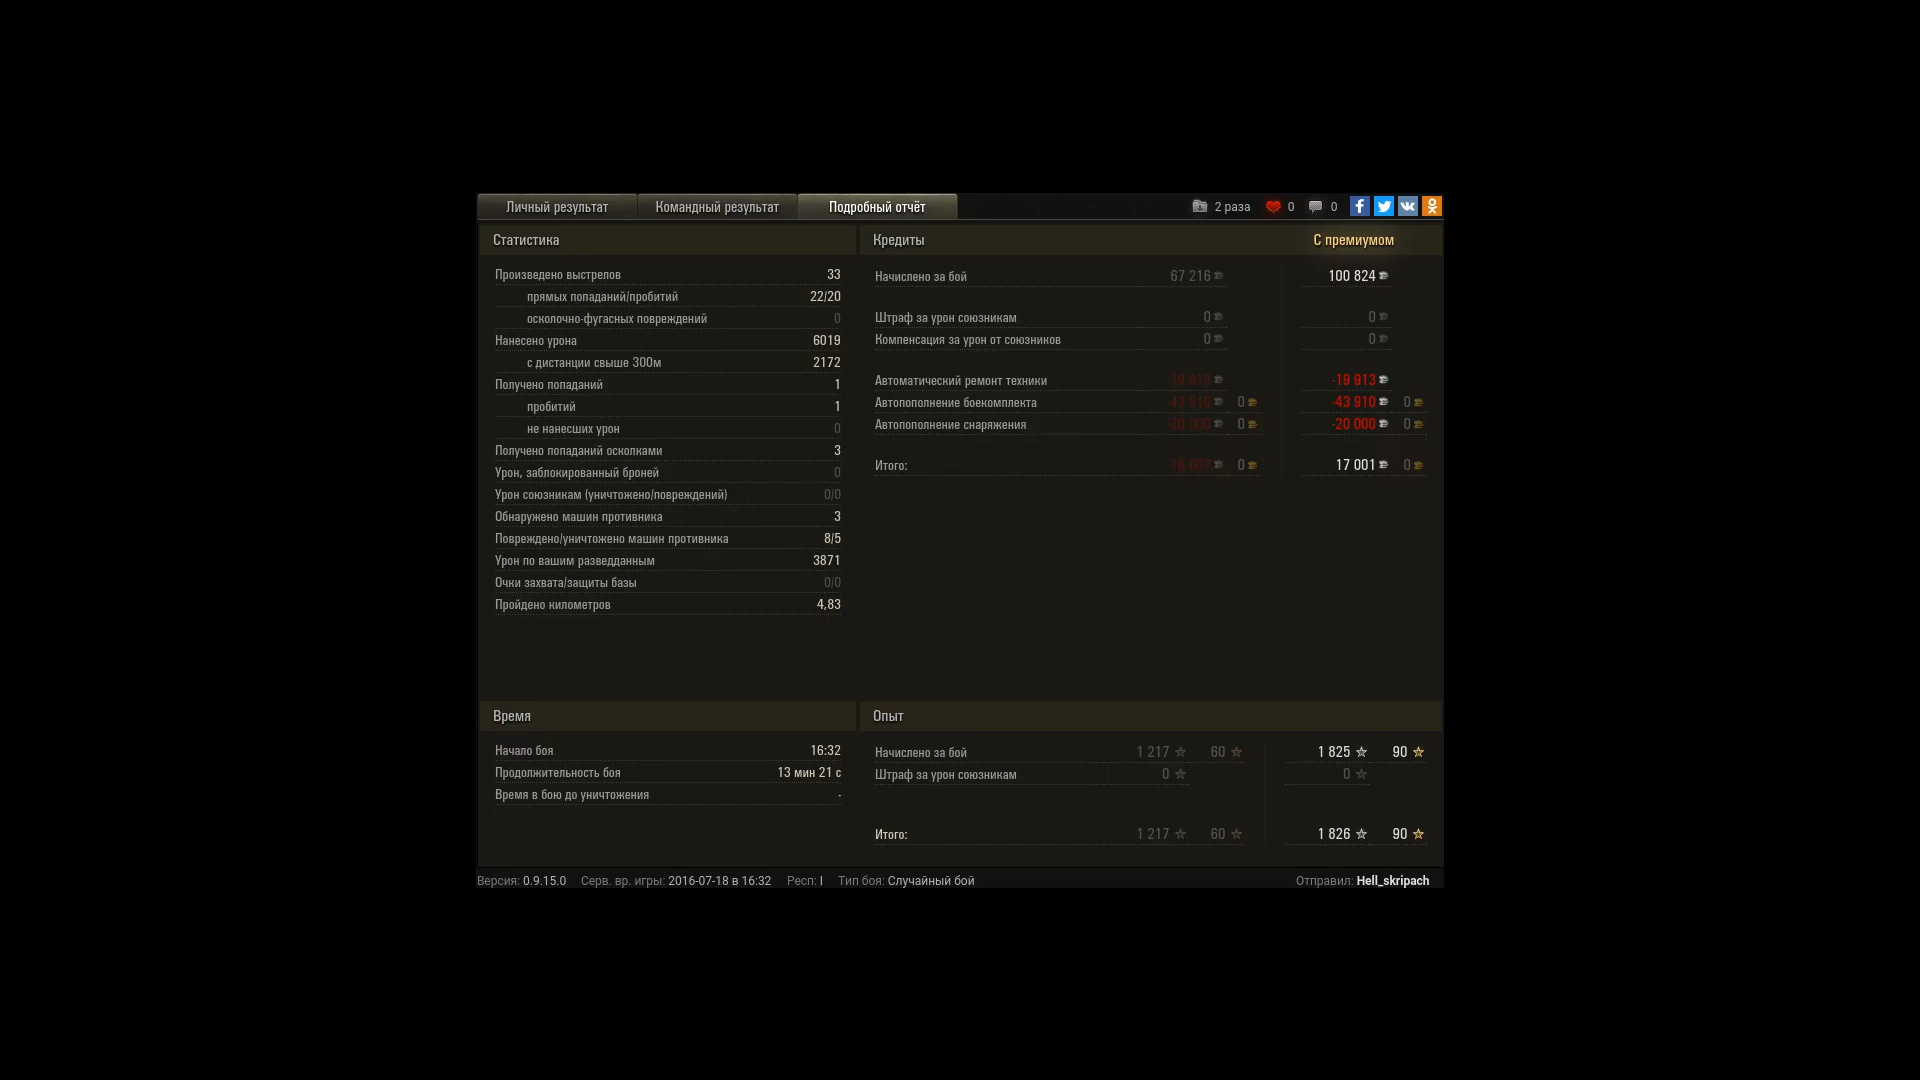 Личный результат Командный результат Подробный отчёт 2 раза 0 0
Статистика
Произведено выстрелов 33
прямых попаданий/пробитий 22/20
осколочно-фугасных повреждений 0
Нанесено урона 6019
с дистанции свыше 300м 2172
Получено попаданий 1
пробитий 1
не нанесших урон 0
Получено попаданий осколками 3
Урон, заблокированный броней 0
Урон союзникам (уничтожено/повреждений) 0/0
Обнаружено машин противника 3
Повреждено/уничтожено машин противника 8/5
Урон по вашим разведданным 3871
Очки захвата/защиты базы 0/0
Пройдено километров 4,83
Кредиты С премиумом
Начислено за бой 67 216 100 824
Штраф за урон союзникам 0 0
Компенсация за урон от союзников 0 0
Автоматический ремонт техники -19 913 -19 913
Автопополнение боекомплекта -43 910 0 -43 910 0
Автопополнение снаряжения -20 000 0 -20 000 0
Итого: 0 17 001 0
Время
Начало боя 16:32
Продолжительность боя 13 мин 21 с
Время в бою до уничтожения -
Опыт
Начислено за бой 1 217 60 1 825 90
Штраф за урон союзникам 0 0
Итого: 1 217 60 1 826 90
Версия: 0.9.15.0 Серв. вр. игры: 2016-07-18 в 16:32 Респ: I Тип боя: Случайный бой Отправил: Hell_skripach